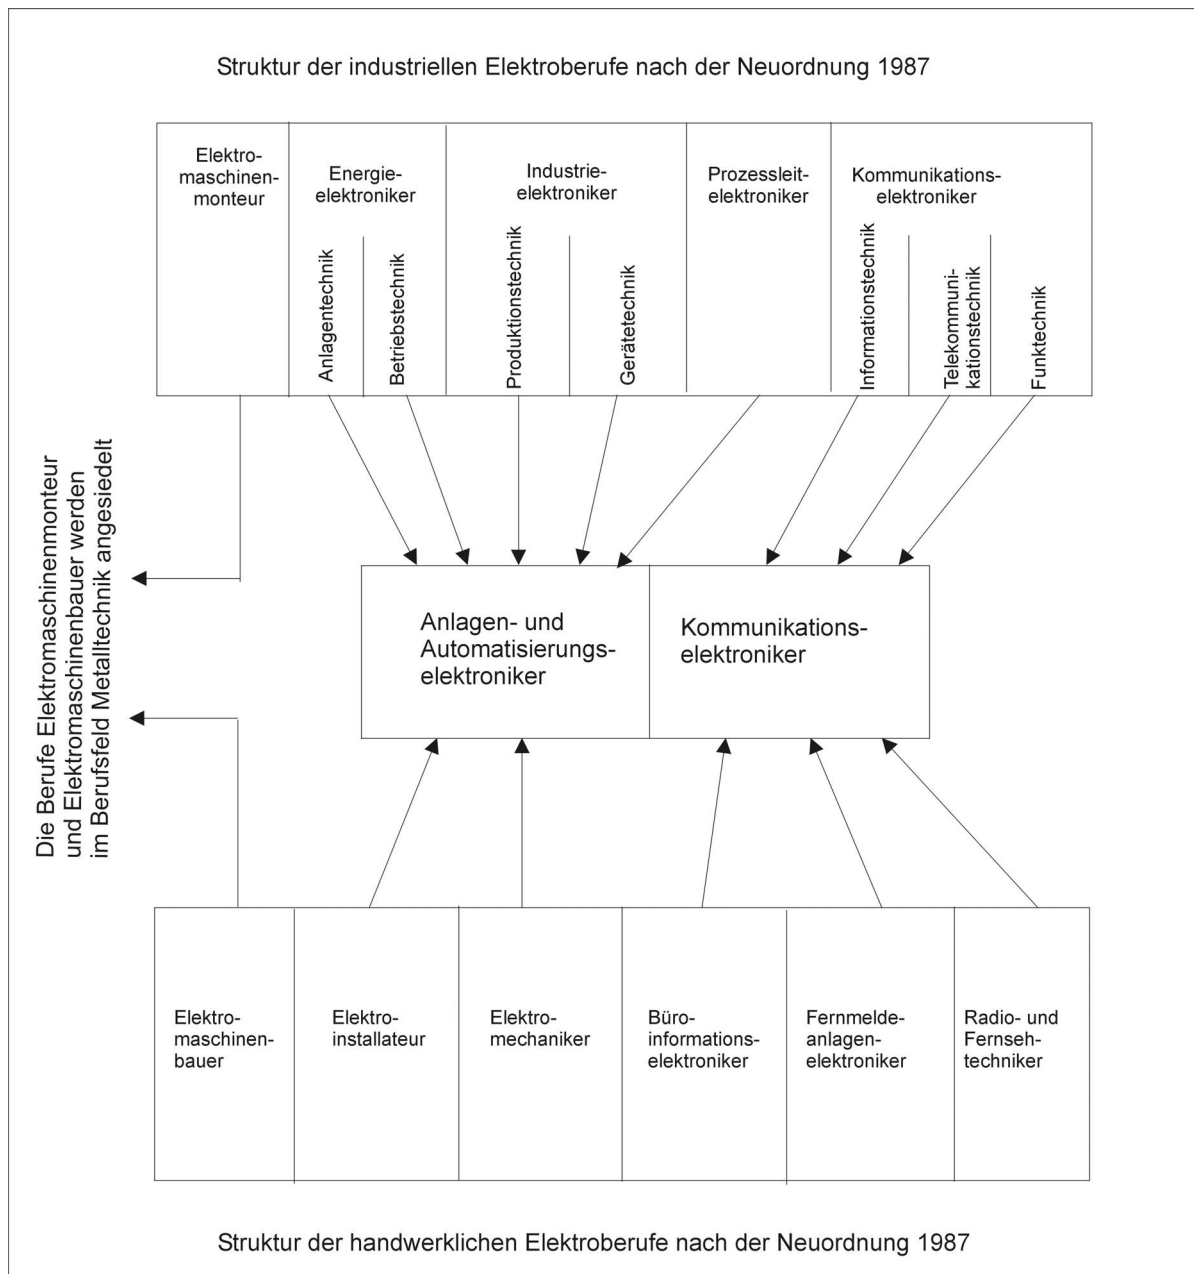 Struktur der industriellen Elektroberufe nach der Neuordnung 1987
Elektro-
maschinen-
monteur
Energie-
elektroniker
Anlagentechnik
Betriebstechnik
Industrie-
elektroniker
Produktionstechnik
Gerätetechnik
Prozessleit-
elektroniker
Kommunikations-
elektroniker
Informationstechnik
Telekommuni-
kationstechnik
Funktechnik
Die Berufe Elektromaschinenmonteur
und Elektromaschinenbauer werden
im Berufsfeld Metalltechnik angesiedelt
Anlagen- und
Automatisierungs-
elektroniker
Kommunikations-
elektroniker
Elektro-
maschinen-
bauer
Elektro-
installateur
Elektro-
mechaniker
Büro-
informations-
elektroniker
Fernmelde-
anlagen-
elektroniker
Radio- und
Fernseh-
techniker
Struktur der handwerklichen Elektroberufe nach der Neuordnung 1987